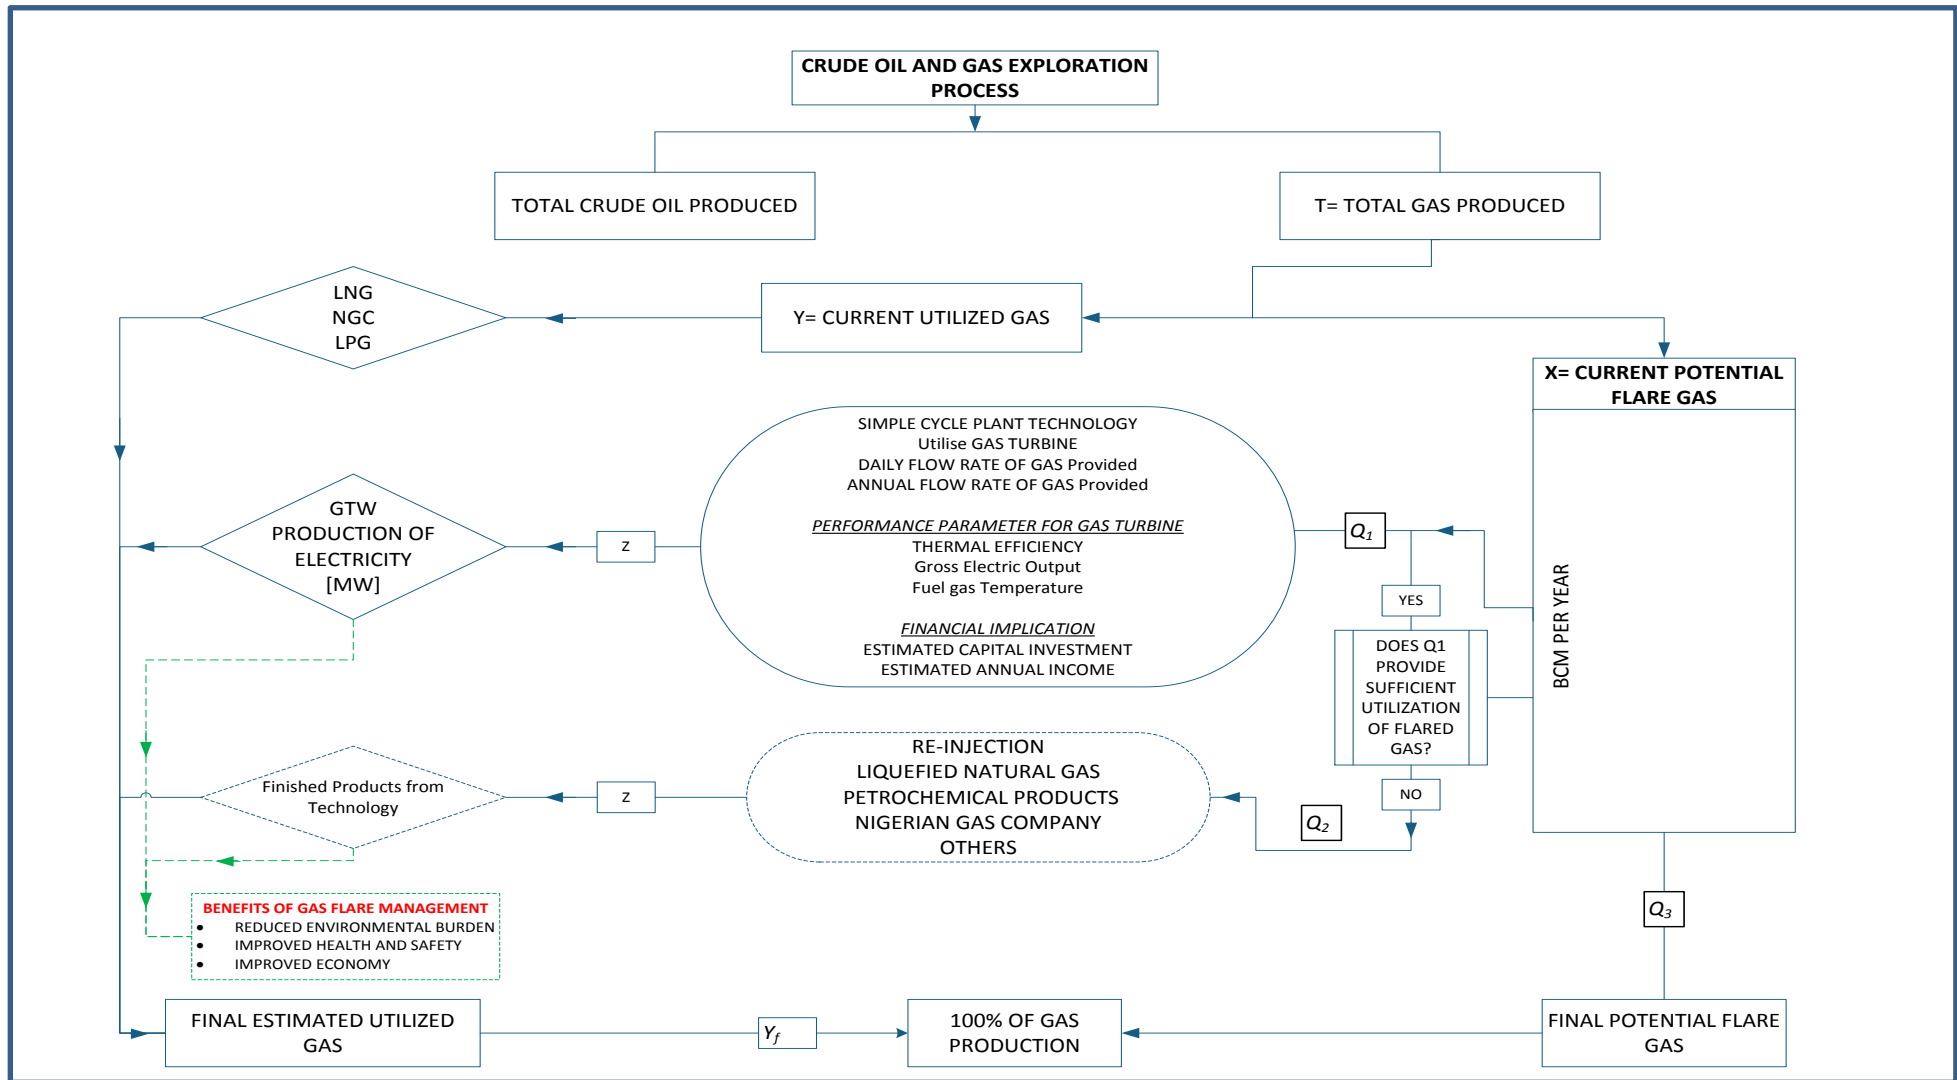 CRUDE OIL AND GAS EXPLORATION
PROCESS
TOTAL CRUDE OIL PRODUCED
T= TOTAL GAS PRODUCED
LNG
NGC
LPG
Y= CURRENT UTILIZED GAS
X= CURRENT POTENTIAL
FLARE GAS
BCM PER YEAR
SIMPLE CYCLE PLANT TECHNOLOGY
Utilise GAS TURBINE
DAILY FLOW RATE OF GAS Provided
ANNUAL FLOW RATE OF GAS Provided
PERFORMANCE PARAMETER FOR GAS TURBINE
THERMAL EFFICIENCY
Gross Electric Output
Fuel gas Temperature
FINANCIAL IMPLICATION
ESTIMATED CAPITAL INVESTMENT
ESTIMATED ANNUAL INCOME
GTW
PRODUCTION OF
ELECTRICITY
[MW]
Z
Q1
YES
DOES Q1
PROVIDE
SUFFICIENT
UTILIZATION
OF FLARED
GAS?
NO
Q2
RE-INJECTION
LIQUEFIED NATURAL GAS
PETROCHEMICAL PRODUCTS
NIGERIAN GAS COMPANY
OTHERS
Z
Finished Products from
Technology
BENEFITS OF GAS FLARE MANAGEMENT
• REDUCED ENVIRONMENTAL BURDEN
• IMPROVED HEALTH AND SAFETY
• IMPROVED ECONOMY
Q3
FINAL ESTIMATED UTILIZED
GAS
Yf
100% OF GAS
PRODUCTION
FINAL POTENTIAL FLARE
GAS